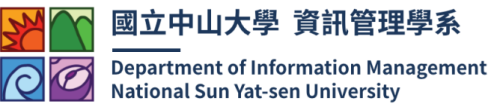 國立中山大學 資訊管理學系
Department of Information Management
National Sun Yat-sen University